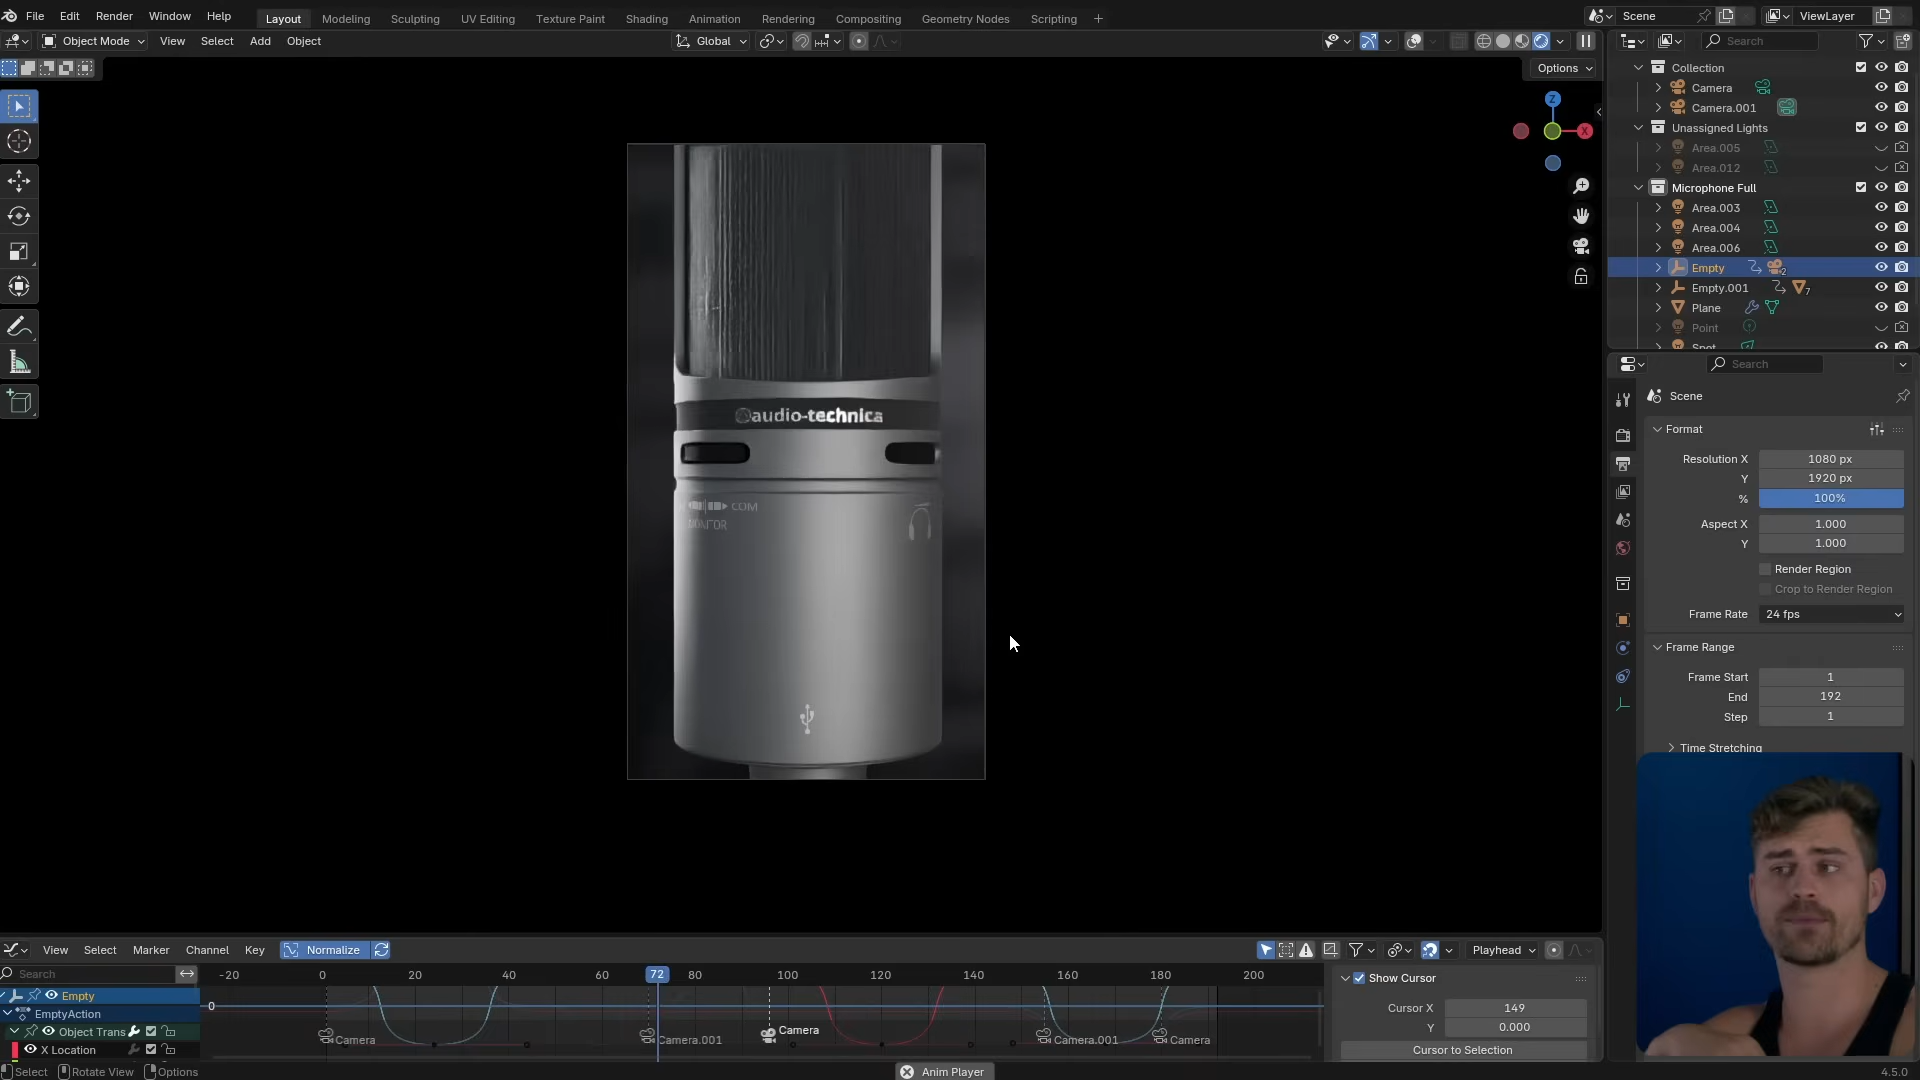 File Edit Render Window Help Layout Modeling Sculpting UV Editing Texture Paint Shading Animation Rendering Compositing Geometry Nodes Scripting + Scene ViewLayer
Object Mode View Select Add Object Global Search
Options
Collection
Camera
Camera.001
Unassigned Lights
Area.005
Area.012
Microphone Full
Area.003
Area.004
Area.006
Empty
2
Empty.001
7
Plane
Point
Spot
Z
X
audio-technica
COM
MONITOR
Search
Scene
Format
Resolution X 1080 px
Y 1920 px
% 100%
Aspect X 1.000
Y 1.000
Render Region
Crop to Render Region
Frame Rate 24 fps
Frame Range
Frame Start 1
End 192
Step 1
Time Stretching
View Select Marker Channel Key Normalize Playhead
Search -20 0 20 40 60 72 80 100 120 140 160 180 200
Show Cursor
Empty 0
Cursor X 149
EmptyAction
Y 0.000
Object Trans
Camera Camera.001 Camera Camera.001 Camera
X Location
Cursor to Selection
Select Rotate View Options Anim Player 4.5.0